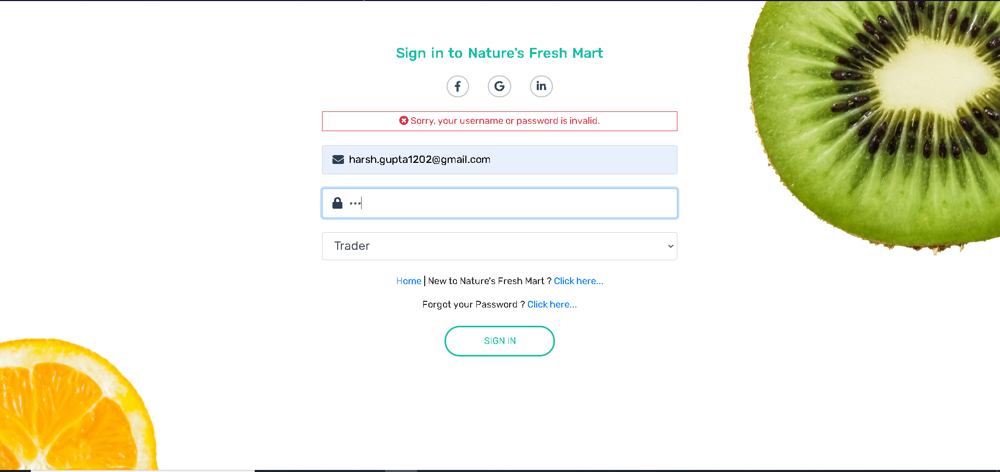 Sign in to Nature's Fresh Mart
Sorry, your username or password is invalid.
harsh.gupta1202@gmail.com
Trader
Home | New to Nature's Fresh Mart ? Click here...
Forgot your Password ? Click here...
SIGN IN